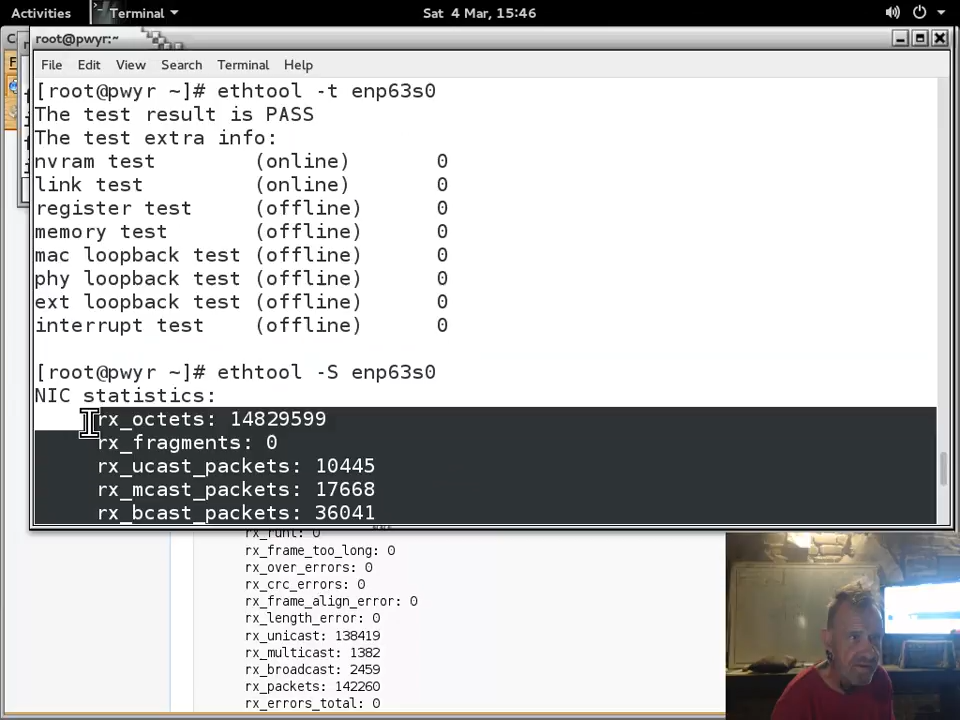 Activities Terminal Sat 4 Mar, 15:46
root@pwyr:~
File Edit View Search Terminal Help
[root@pwyr ~]# ethtool -t enp63s0
The test result is PASS
The test extra info:
nvram test (online) 0
link test (online) 0
register test (offline) 0
memory test (offline) 0
mac loopback test (offline) 0
phy loopback test (offline) 0
ext loopback test (offline) 0
interrupt test (offline) 0
[root@pwyr ~]# ethtool -S enp63s0
NIC statistics:
rx_octets: 14829599
rx_fragments: 0
rx_ucast_packets: 10445
rx_mcast_packets: 17668
rx_bcast_packets: 36041
rx_runt: 0
rx_frame_too_long: 0
rx_over_errors: 0
rx_crc_errors: 0
rx_frame_align_error: 0
rx_length_error: 0
rx_unicast: 138419
rx_multicast: 1382
rx_broadcast: 2459
rx_packets: 142260
rx_errors_total: 0